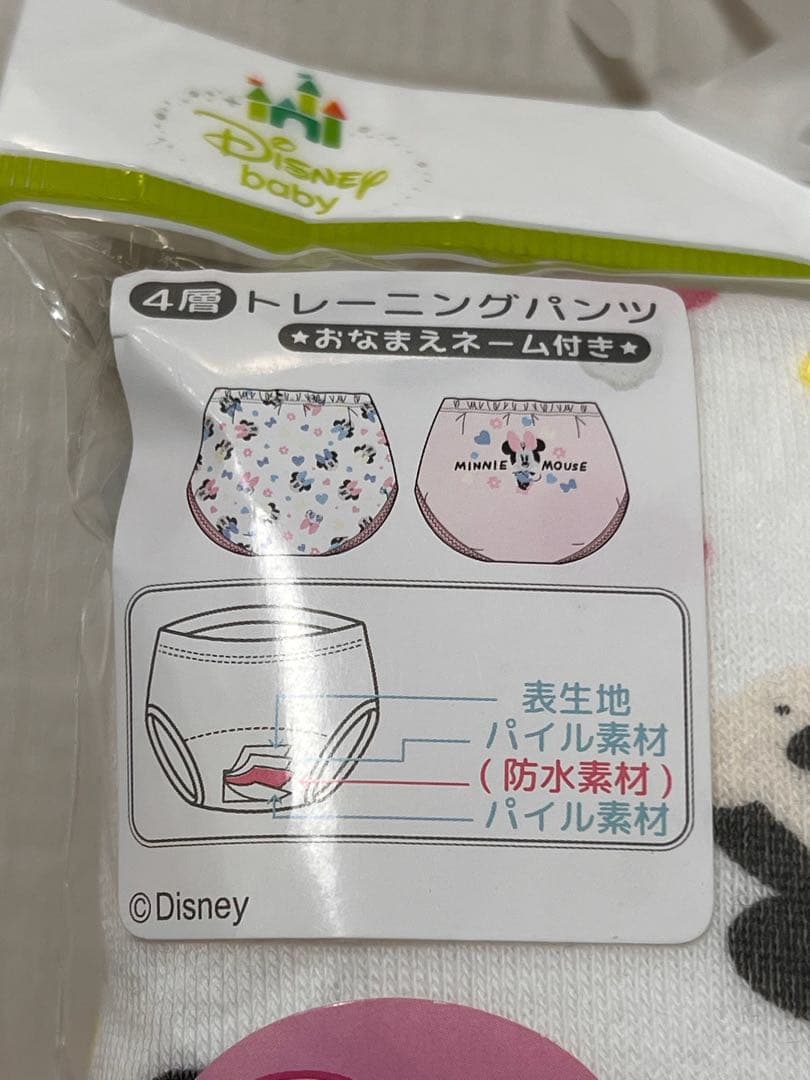 Disney
baby
4層 トレーニングパンツ
★おなまえネーム付き★
MINNIE MOUSE
表生地
パイル素材
(防水素材)
パイル素材
©Disney